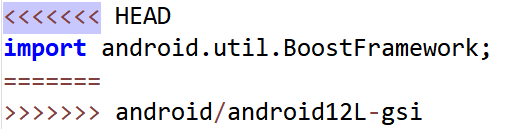 <<<<<<< HEAD
import android.util.BoostFramework;
=======
>>>>>>> android/android12L-gsi